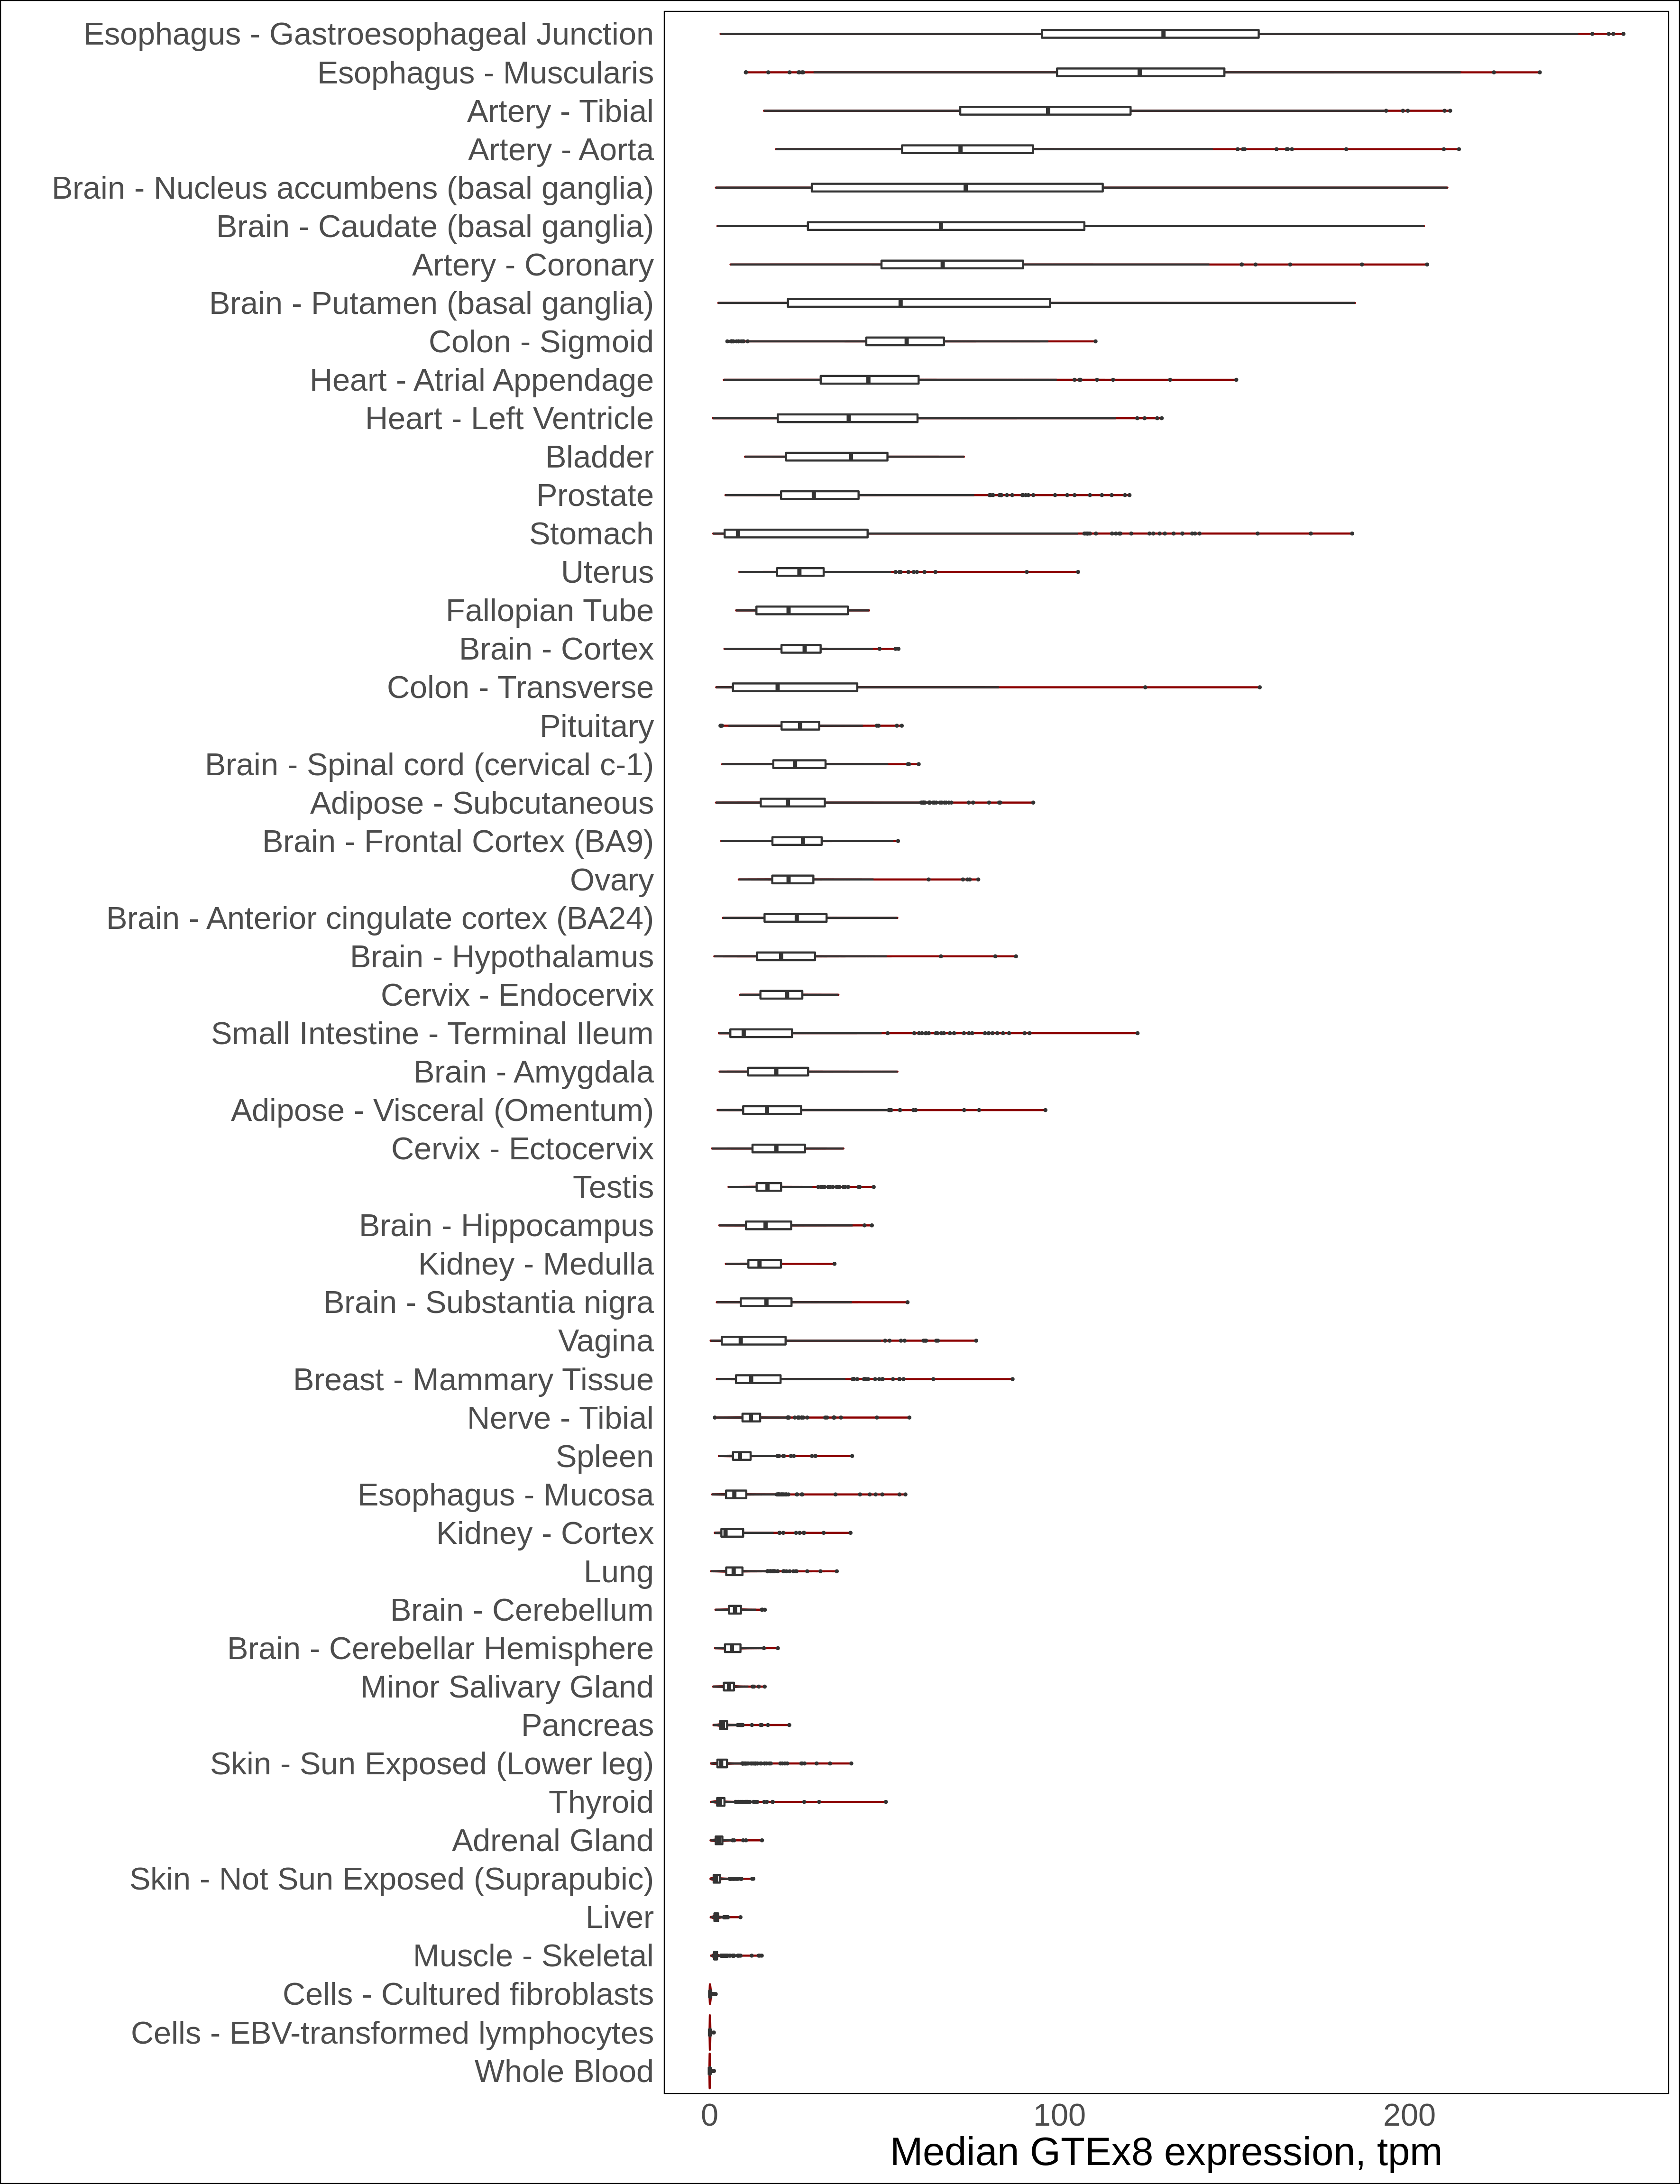 Esophagus - Gastroesophageal Junction
Esophagus - Muscularis
Artery - Tibial
Artery - Aorta
Brain - Nucleus accumbens (basal ganglia)
Brain - Caudate (basal ganglia)
Artery - Coronary
Brain - Putamen (basal ganglia)
Colon - Sigmoid
Heart - Atrial Appendage
Heart - Left Ventricle
Bladder
Prostate
Stomach
Uterus
Fallopian Tube
Brain - Cortex
Colon - Transverse
Pituitary
Brain - Spinal cord (cervical c-1)
Adipose - Subcutaneous
Brain - Frontal Cortex (BA9)
Ovary
Brain - Anterior cingulate cortex (BA24)
Brain - Hypothalamus
Cervix - Endocervix
Small Intestine - Terminal Ileum
Brain - Amygdala
Adipose - Visceral (Omentum)
Cervix - Ectocervix
Testis
Brain - Hippocampus
Kidney - Medulla
Brain - Substantia nigra
Vagina
Breast - Mammary Tissue
Nerve - Tibial
Spleen
Esophagus - Mucosa
Kidney - Cortex
Lung
Brain - Cerebellum
Brain - Cerebellar Hemisphere
Minor Salivary Gland
Pancreas
Skin - Sun Exposed (Lower leg)
Thyroid
Adrenal Gland
Skin - Not Sun Exposed (Suprapubic)
Liver
Muscle - Skeletal
Cells - Cultured fibroblasts
Cells - EBV-transformed lymphocytes
Whole Blood
0 100 200
Median GTEx8 expression, tpm